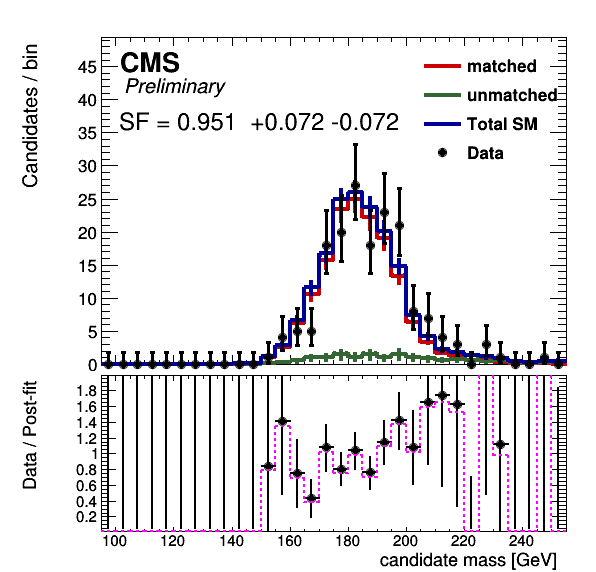 CMS
Preliminary
SF = 0.951 +0.072 -0.072
matched
unmatched
Total SM
Data
Candidates / bin
45
40
35
30
25
20
15
10
5
0
Data / Post-fit
1.8
1.6
1.4
1.2
1
0.8
0.6
0.4
0.2
100 120 140 160 180 200 220 240
candidate mass [GeV]